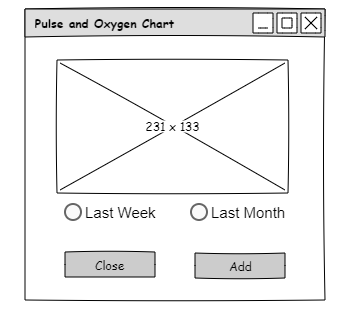 Pulse and Oxygen Chart
231 x 133
Last Week
Last Month
Close
Add